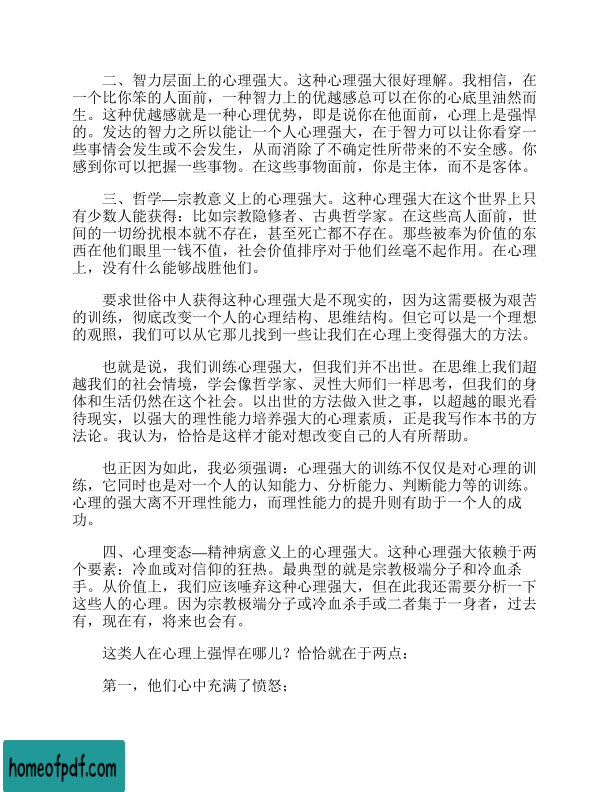 二、智力层面上的心理强大。这种心理强大很好理解。我相信，在
一个比你笨的人面前，一种智力上的优越感总可以在你的心底里油然而
生。这种优越感就是一种心理优势，即是说你在他面前，心理上是强悍
的。发达的智力之所以能让一个人心理强大，在于智力可以让你看穿一
些事情会发生或不会发生，从而消除了不确定性所带来的不安全感。你
感到你可以把握一些事物。在这些事物面前，你是主体，而不是客体。
三、哲学—宗教意义上的心理强大。这种心理强大在这个世界上只
有少数人能获得：比如宗教隐修者、古典哲学家。在这些高人面前，世
间的一切纷扰根本就不存在，甚至死亡都不存在。那些被奉为价值的东
西在他们眼里一钱不值，社会价值排序对于他们丝毫不起作用。在心理
上，没有什么能够战胜他们。
要求世俗中人获得这种心理强大是不现实的，因为这需要极为艰苦
的训练，彻底改变一个人的心理结构、思维结构。但它可以是一个理想
的观照，我们可以从它那儿找到一些让我们在心理上变得强大的方法。
也就是说，我们训练心理强大，但我们并不出世。在思维上我们超
越我们的社会情境，学会像哲学家、灵性大师们一样思考，但我们的身
体和生活仍然在这个社会。以出世的方法做入世之事，以超越的眼光看
待现实，以强大的理性能力培养强大的心理素质，正是我写作本书的方
法论。我认为，恰恰是这样才能对想改变自己的人有所帮助。
也正因为如此，我必须强调：心理强大的训练不仅仅是对心理的训
练，它同时也是对一个人的认知能力、分析能力、判断能力等的训练。
心理的强大离不开理性能力，而理性能力的提升则有助于一个人的成
功。
四、心理变态—精神病意义上的心理强大。这种心理强大依赖于两
个要素：冷血或对信仰的狂热。最典型的就是宗教极端分子和冷血杀
手。从价值上，我们应该唾弃这种心理强大，但在此我还需要分析一下
这些人的心理。因为宗教极端分子或冷血杀手或二者集于一身者，过去
有，现在有，将来也会有。
这类人在心理上强悍在哪儿？恰恰就在于两点：
第一，他们心中充满了愤怒；
homeofpdf.com